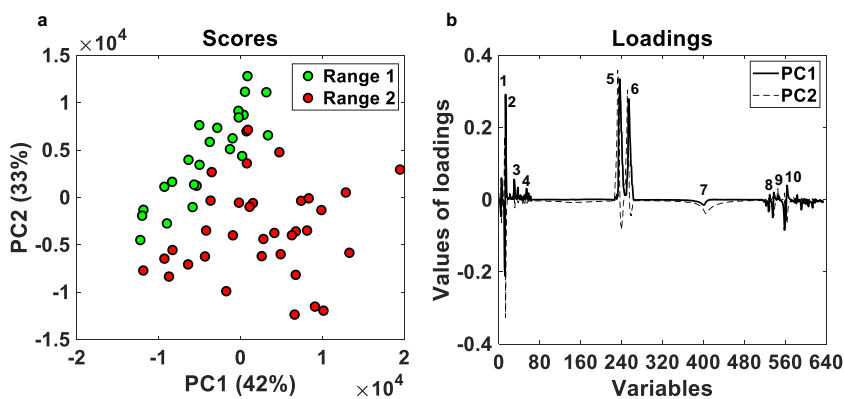 a
Scores
×10⁴
1.5
1
0.5
0
-0.5
-1
-1.5
PC2 (33%)
Range 1
Range 2
-2 -1 0 1 2
PC1 (42%)
×10⁴
b
Loadings
0.4
0.2
0
-0.2
-0.4
Values of loadings
PC1
PC2
1
2
3
4
5
6
7
8
9
10
0 80 160 240 320 400 480 560 640
Variables